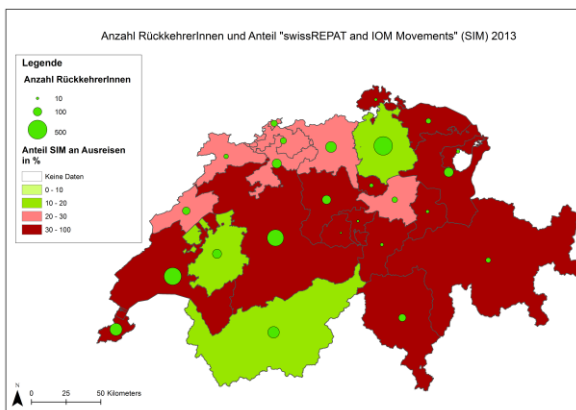 Anzahl RückkehrerInnen und Anteil "swissREPAT and IOM Movements" (SIM) 2013
Legende
Anzahl RückkehrerInnen
10
100
500
Anteil SIM an Ausreisen
in %
Keine Daten
0 - 10
10 - 20
20 - 30
30 - 100
N
0 25 50 Kilometers